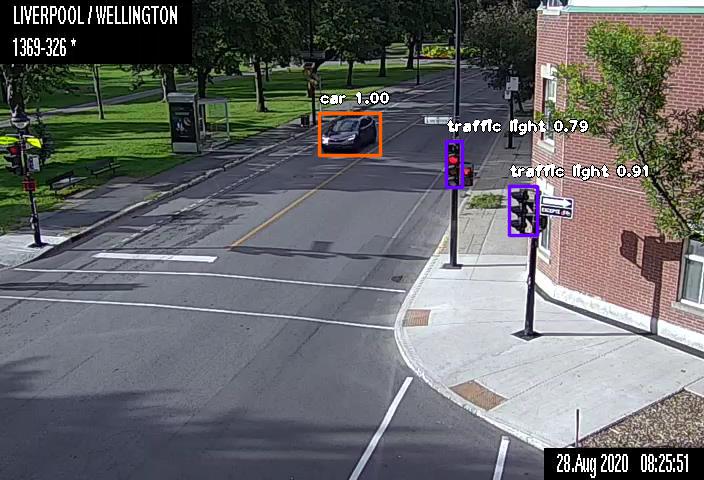 LIVERPOOL / WELLINGTON
1369-326 *
car 1.00
traffic light 0.79
traffic light 0.91
EXCEPTÉ
28.Aug 2020 08:25:51